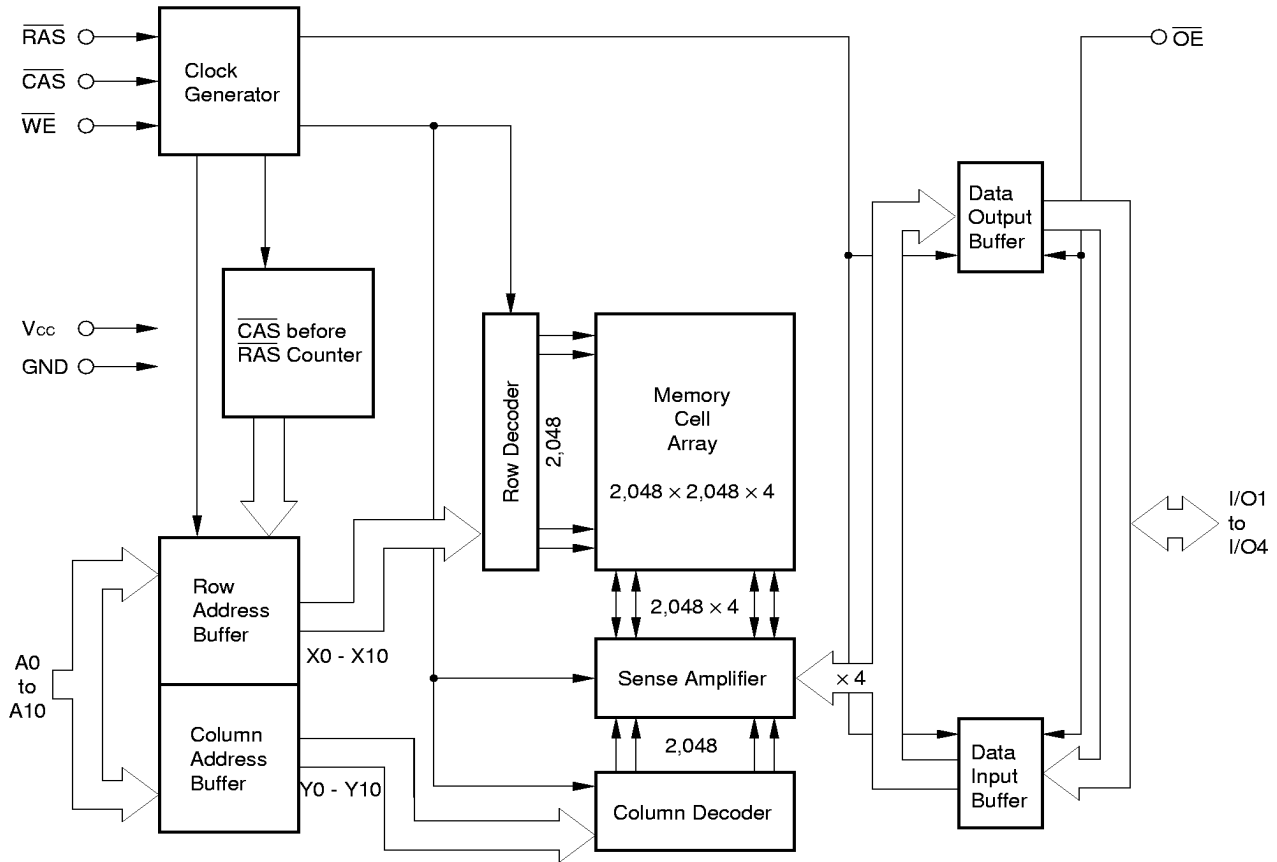 RAS
CAS
WE
Clock
Generator
OE
Data
Output
Buffer
CAS before
RAS Counter
Vcc
GND
Row Decoder
2,048
Memory
Cell
Array
2,048 × 2,048 × 4
I/O1
to
I/O4
Row
Address
Buffer
X0 - X10
2,048 × 4
A0
to
A10
Sense Amplifier
× 4
Column
Address
Buffer
Y0 - Y10
2,048
Column Decoder
Data
Input
Buffer